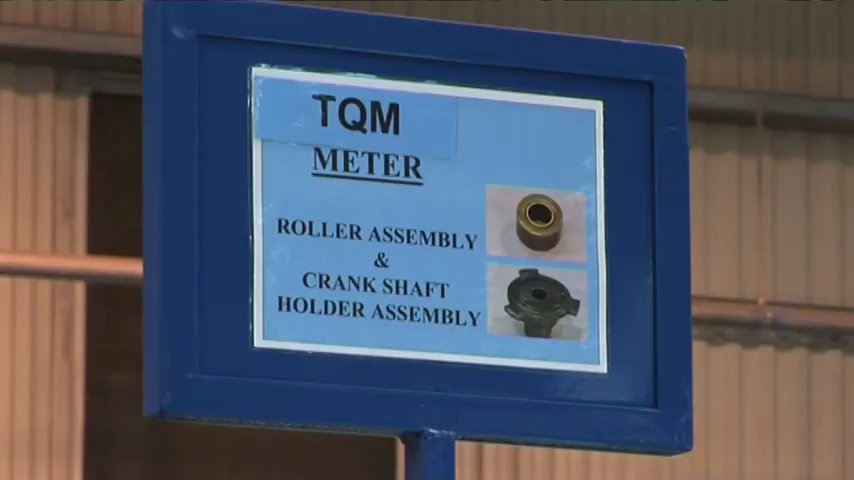 TQM
METER
ROLLER ASSEMBLY
&
CRANK SHAFT
HOLDER ASSEMBLY